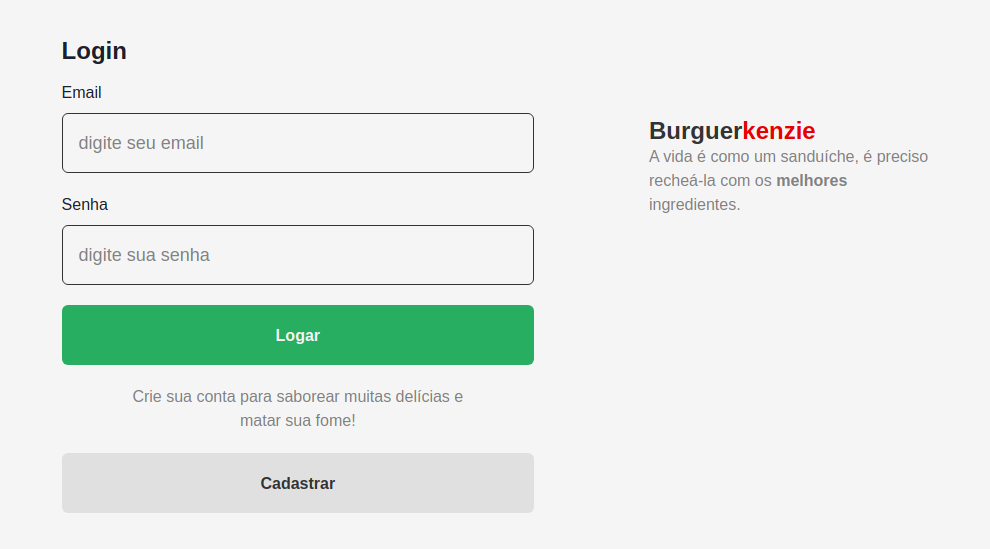 Login
Email
digite seu email
Senha
digite sua senha
Logar
Crie sua conta para saborear muitas delícias e
matar sua fome!
Cadastrar
Burguerkenzie
A vida é como um sanduíche, é preciso
recheá-la com os melhores
ingredientes.